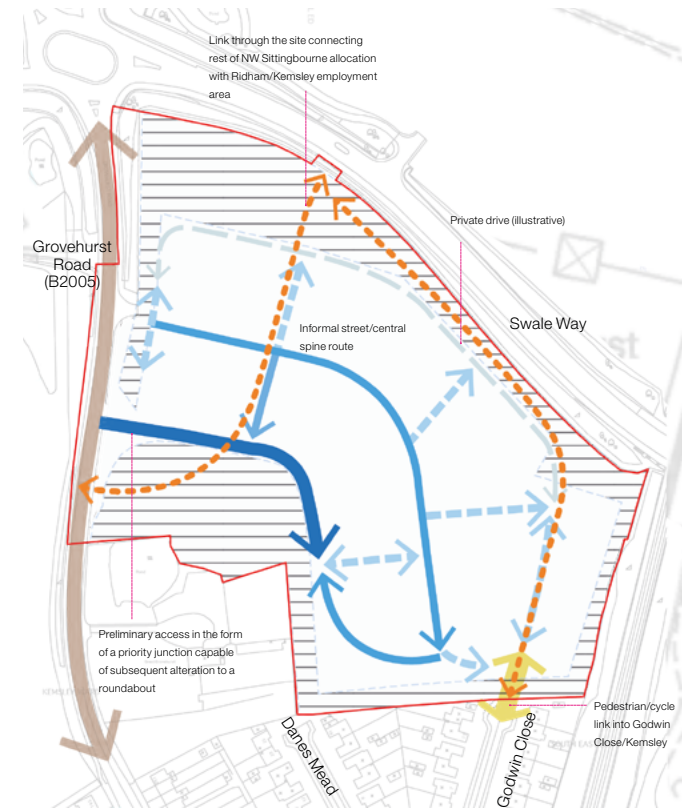 Link through the site connecting
rest of NW Sittingbourne allocation
with Ridham/Kemsley employment
area
Private drive (illustrative)
Grovehurst
Road
(B2005)
Swale Way
Informal street/central
spine route
Preliminary access in the form
of a priority junction capable
of subsequent alteration to a
roundabout
Pedestrian/cycle
link into Godwin
Close/Kemsley
Danes Mead
Godwin Close